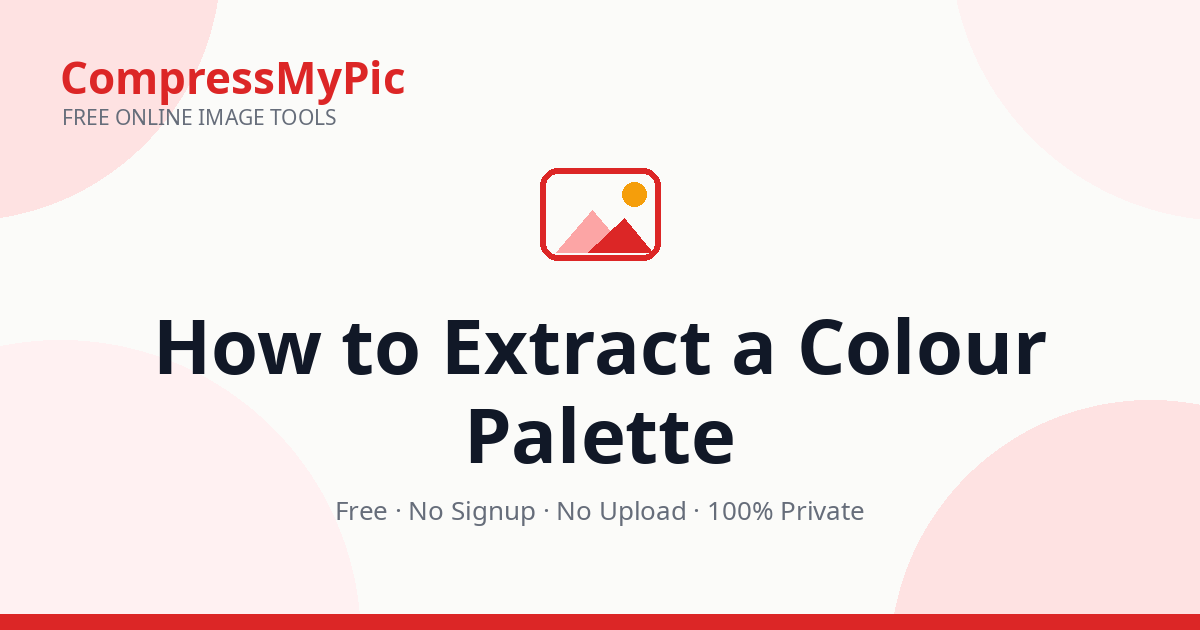 CompressMyPic
FREE ONLINE IMAGE TOOLS
How to Extract a Colour
Palette
Free · No Signup · No Upload · 100% Private